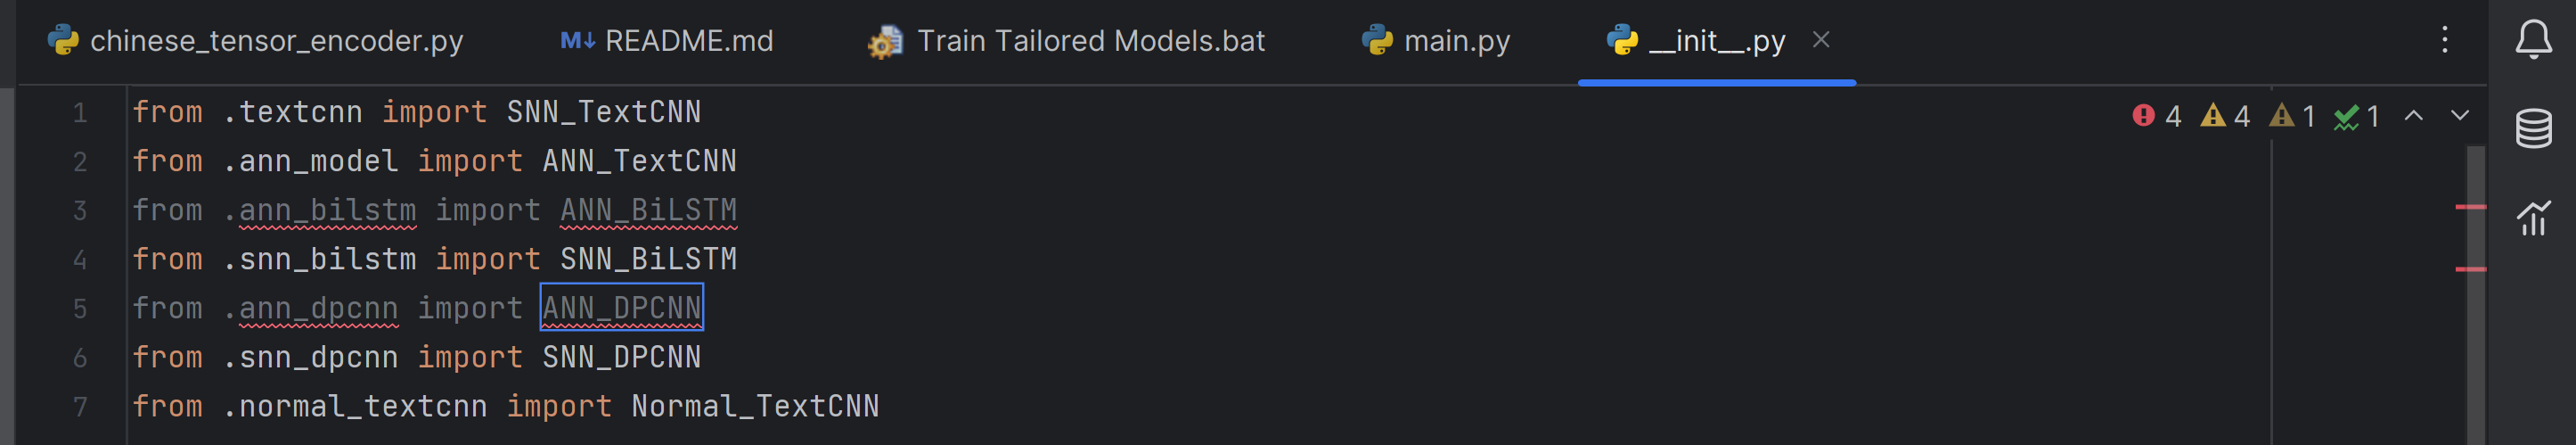 chinese_tensor_encoder.py M↓ README.md Train Tailored Models.bat main.py __init__.py
4 4 1 1
1 from .textcnn import SNN_TextCNN
2 from .ann_model import ANN_TextCNN
3 from .ann_bilstm import ANN_BiLSTM
4 from .snn_bilstm import SNN_BiLSTM
5 from .ann_dpcnn import ANN_DPCNN
6 from .snn_dpcnn import SNN_DPCNN
7 from .normal_textcnn import Normal_TextCNN